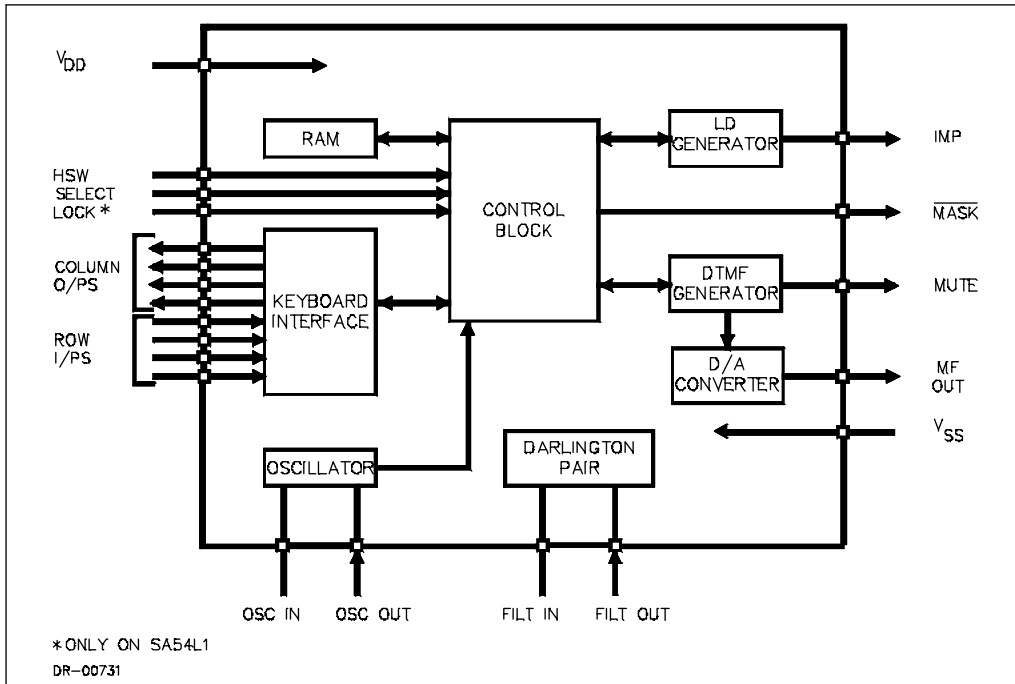 VDD
RAM
LD
GENERATOR
IMP
HSW
SELECT
LOCK *
CONTROL
BLOCK
MASK
COLUMN
O/PS
KEYBOARD
INTERFACE
DTMF
GENERATOR
MUTE
ROW
I/PS
D/A
CONVERTER
MF
OUT
VSS
OSCILLATOR
DARLINGTON
PAIR
OSC IN
OSC OUT
FILT IN
FILT OUT
* ONLY ON SA54L1
DR-00731